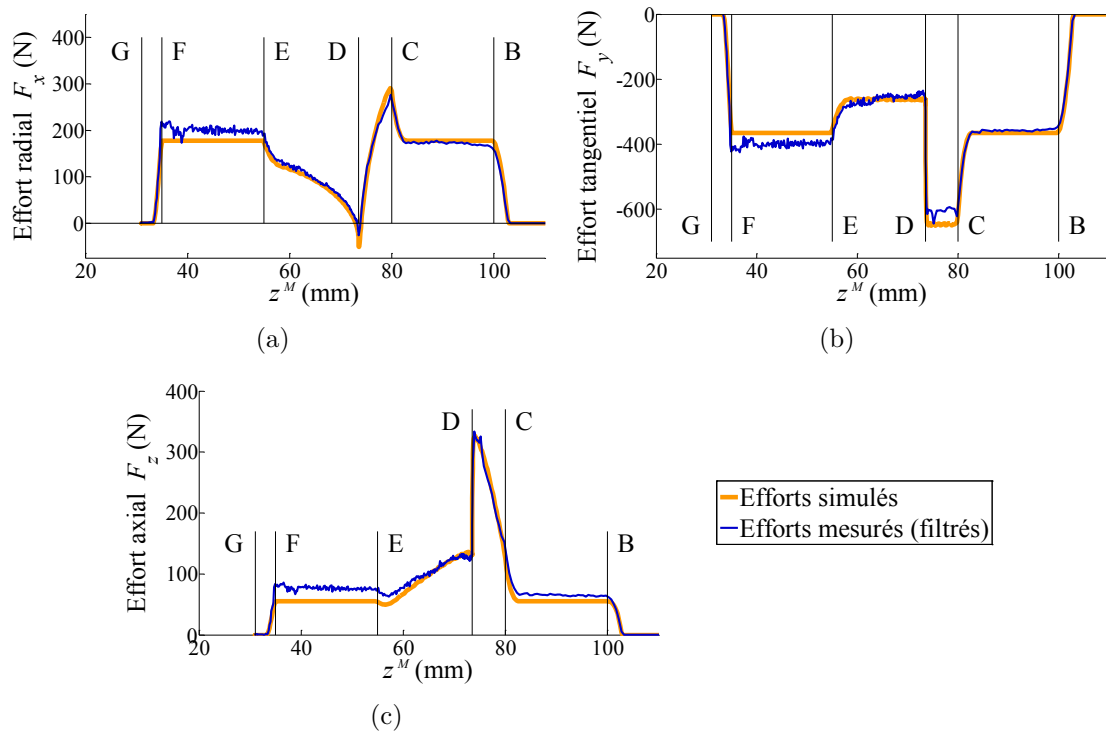 400
300
200
100
0
20 40 60 80 100
Effort radial F_x (N)
z^M (mm)
G F E D C B
(a)
0
-200
-400
-600
20 40 60 80 100
Effort tangentiel F_y (N)
z^M (mm)
G F E D C B
(b)
400
300
200
100
0
20 40 60 80 100
Effort axial F_z (N)
z^M (mm)
G F E D C B
(c)
Efforts simulés
Efforts mesurés (filtrés)